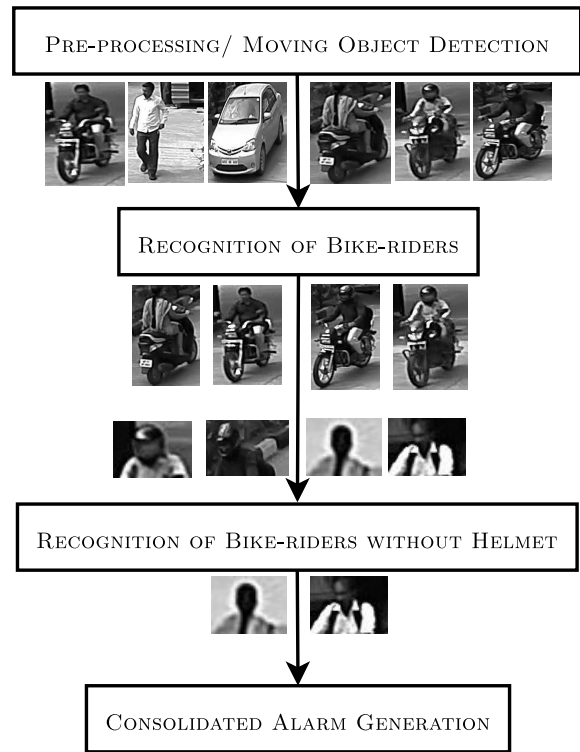 PRE-PROCESSING/ MOVING OBJECT DETECTION
RECOGNITION OF BIKE-RIDERS
RECOGNITION OF BIKE-RIDERS WITHOUT HELMET
CONSOLIDATED ALARM GENERATION